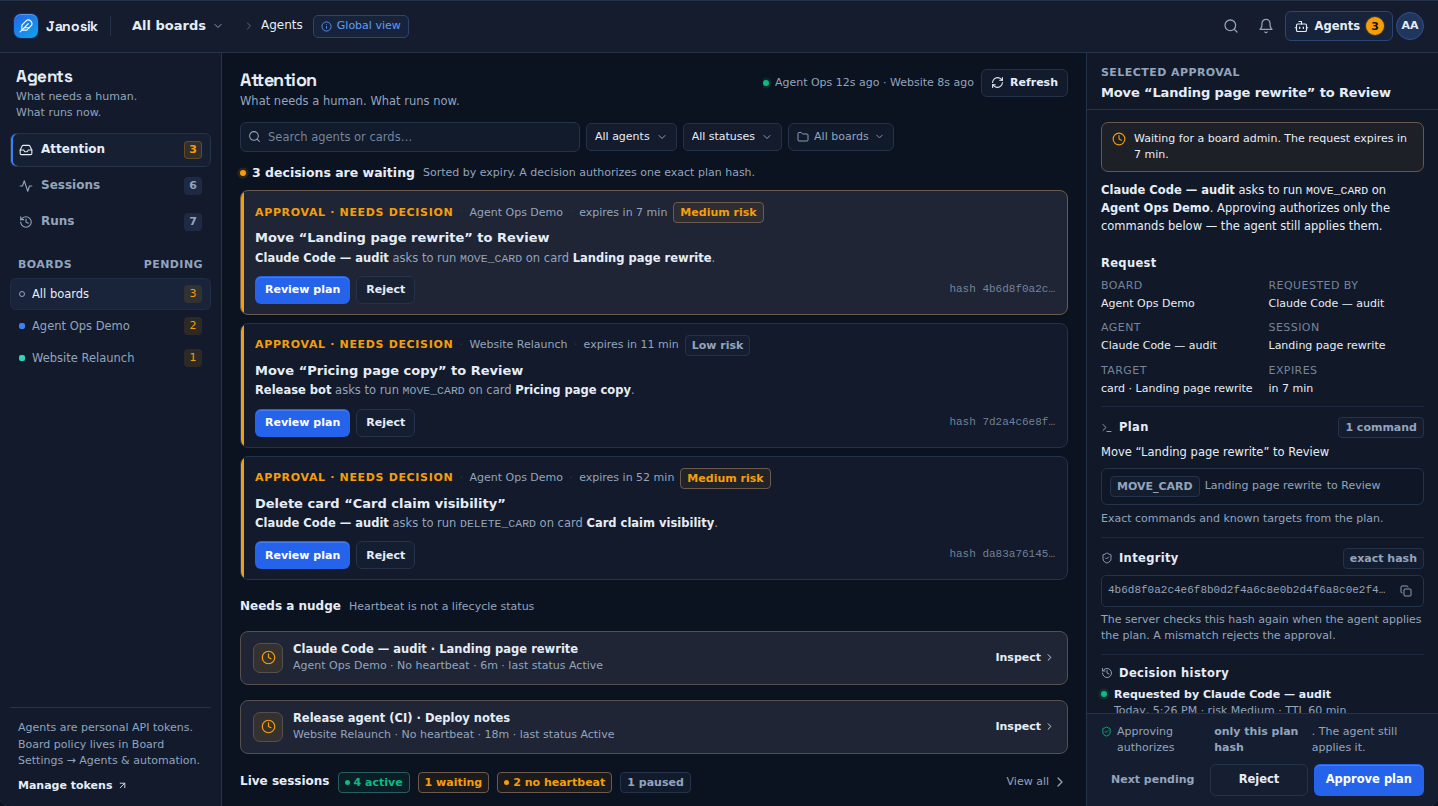 Janosik
All boards
Agents
Global view
Agents 3
AA
Agents
What needs a human.
What runs now.
Attention 3
Sessions 6
Runs 7
BOARDS PENDING
All boards 3
Agent Ops Demo 2
Website Relaunch 1
Agents are personal API tokens.
Board policy lives in Board
Settings → Agents & automation.
Manage tokens
Attention
What needs a human. What runs now.
Agent Ops 12s ago · Website 8s ago
Refresh
Search agents or cards…
All agents
All statuses
All boards
3 decisions are waiting Sorted by expiry. A decision authorizes one exact plan hash.
APPROVAL · NEEDS DECISION Agent Ops Demo expires in 7 min Medium risk
Move “Landing page rewrite” to Review
Claude Code — audit asks to run MOVE_CARD on card Landing page rewrite.
Review plan Reject hash 4b6d8f0a2c…
APPROVAL · NEEDS DECISION Website Relaunch · expires in 11 min Low risk
Move “Pricing page copy” to Review
Release bot asks to run MOVE_CARD on card Pricing page copy.
Review plan Reject hash 7d2a4c6e8f…
APPROVAL · NEEDS DECISION Agent Ops Demo · expires in 52 min Medium risk
Delete card “Card claim visibility”
Claude Code — audit asks to run DELETE_CARD on card Card claim visibility.
Review plan Reject hash da83a76145…
Needs a nudge Heartbeat is not a lifecycle status
Claude Code — audit · Landing page rewrite
Agent Ops Demo · No heartbeat · 6m · last status Active
Inspect
Release agent (CI) · Deploy notes
Website Relaunch · No heartbeat · 18m · last status Active
Inspect
Live sessions 4 active 1 waiting 2 no heartbeat 1 paused View all
SELECTED APPROVAL
Move “Landing page rewrite” to Review
Waiting for a board admin. The request expires in
7 min.
Claude Code — audit asks to run MOVE_CARD on
Agent Ops Demo. Approving authorizes only the
commands below — the agent still applies them.
Request
BOARD REQUESTED BY
Agent Ops Demo Claude Code — audit
AGENT SESSION
Claude Code — audit Landing page rewrite
TARGET EXPIRES
card · Landing page rewrite in 7 min
Plan 1 command
Move “Landing page rewrite” to Review
MOVE_CARD Landing page rewrite to Review
Exact commands and known targets from the plan.
Integrity exact hash
4b6d8f0a2c4e6f8b0d2f4a6c8e0b2d4f6a8c0e2f4…
The server checks this hash again when the agent applies
the plan. A mismatch rejects the approval.
Decision history
Requested by Claude Code — audit
Today, 5:26 PM · risk Medium · TTL 60 min
Approving only this plan . The agent still
authorizes hash applies it.
Next pending Reject Approve plan